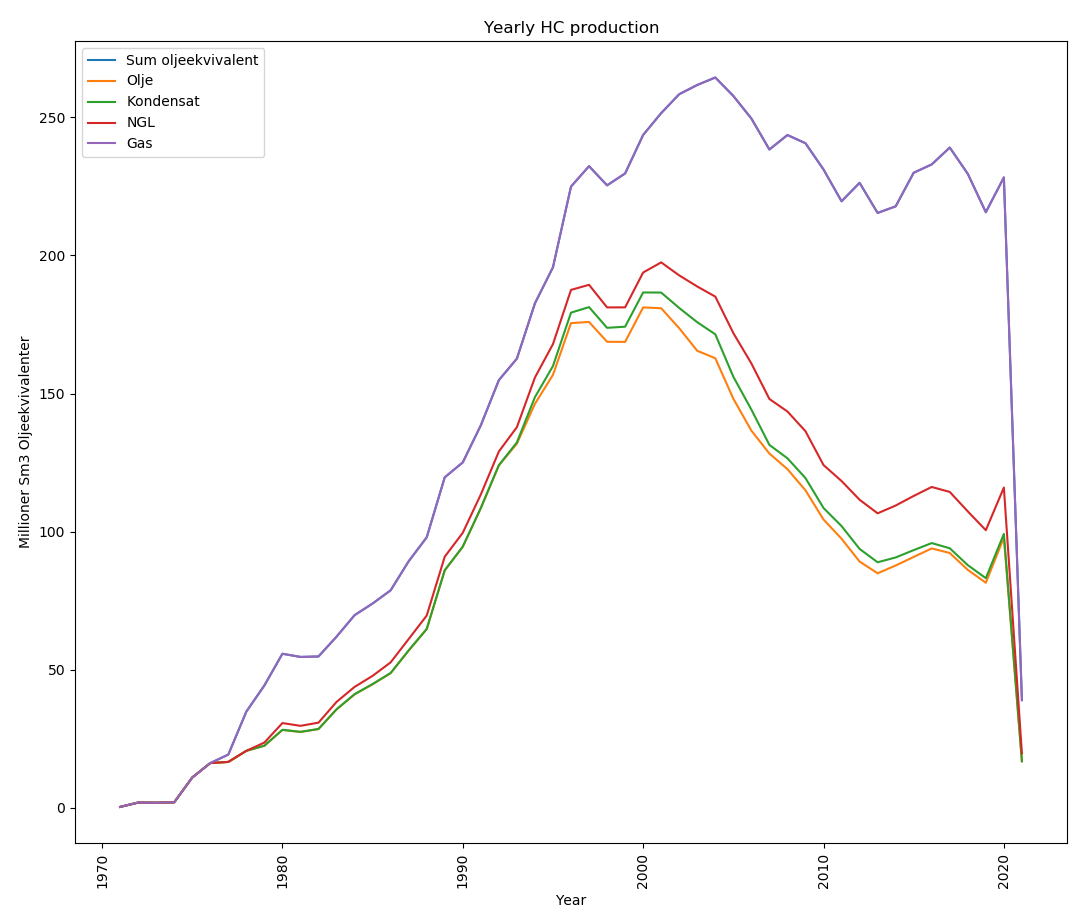 Yearly HC production
Sum oljeekvivalent
Olje
Kondensat
NGL
Gas
Millioner Sm3 Oljeekvivalenter
250
200
150
100
50
0
1970
1980
1990
2000
2010
2020
Year